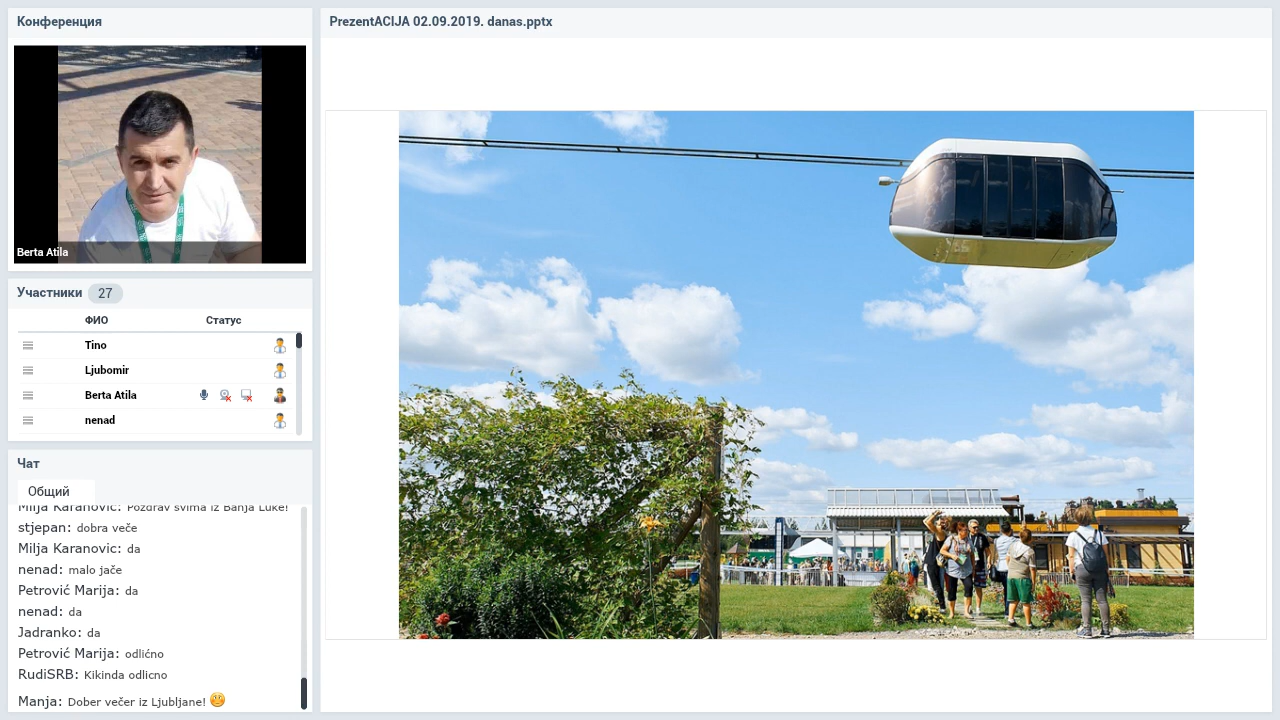 Конференция
Berta Atila
Участники 27
ФИО Статус
Tino
Ljubomir
Berta Atila
nenad
Чат
Общий
Milja Karanovic: Pozdrav svima iz Banja Luke!
stjepan: dobra veče
Milja Karanovic: da
nenad: malo jače
Petrović Marija: da
nenad: da
Jadranko: da
Petrović Marija: odlićno
RudiSRB: Kikinda odlicno
Manja: Dober večer iz Ljubljane!
PrezentACIJA 02.09.2019. danas.pptx